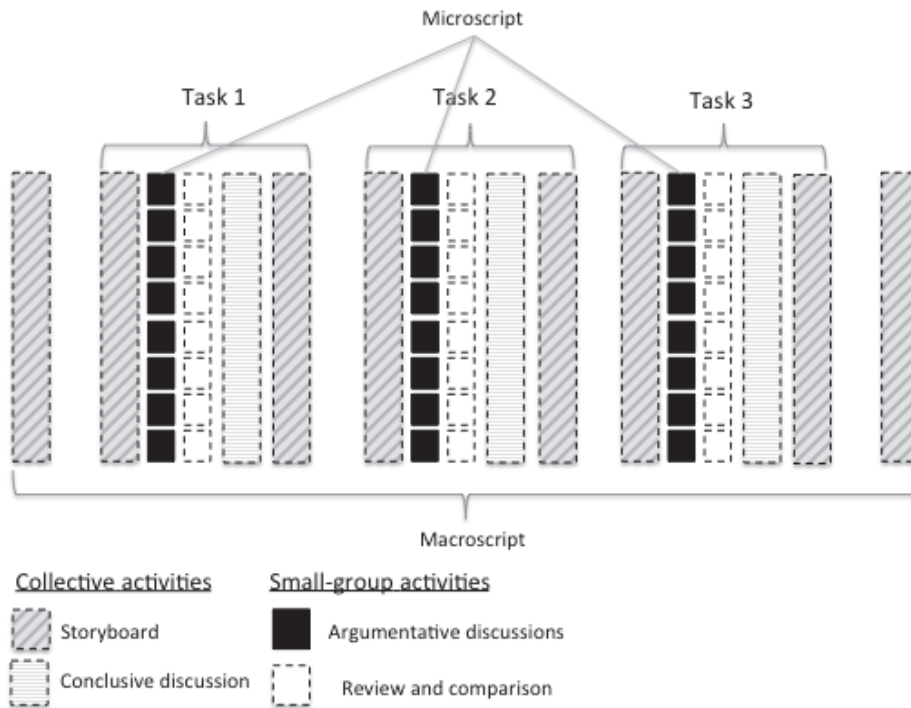 Microscript
Task 1
Task 2
Task 3
Macroscript
Collective activities
Small-group activities
Storyboard
Argumentative discussions
Conclusive discussion
Review and comparison